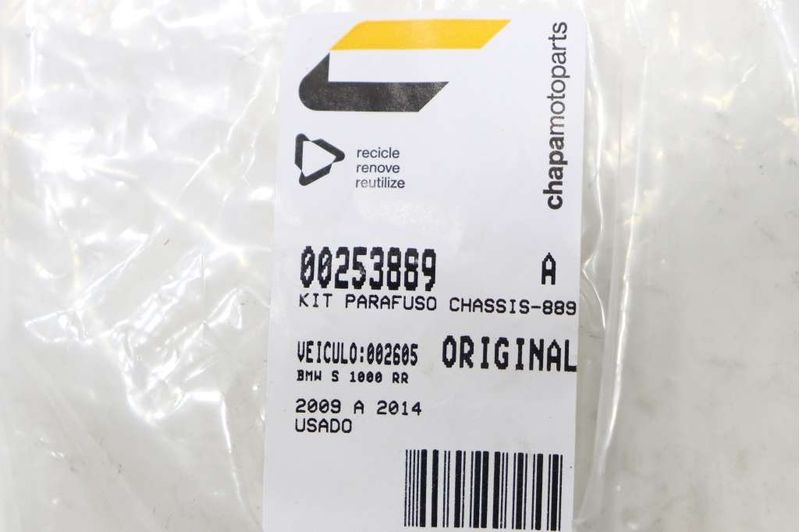 chapamotoparts
recicle
renove
reutilize
00253889 A
KIT PARAFUSO CHASSIS-889
VEICULO:002605 ORIGINAL
BMW S 1000 RR
2009 A 2014
USADO